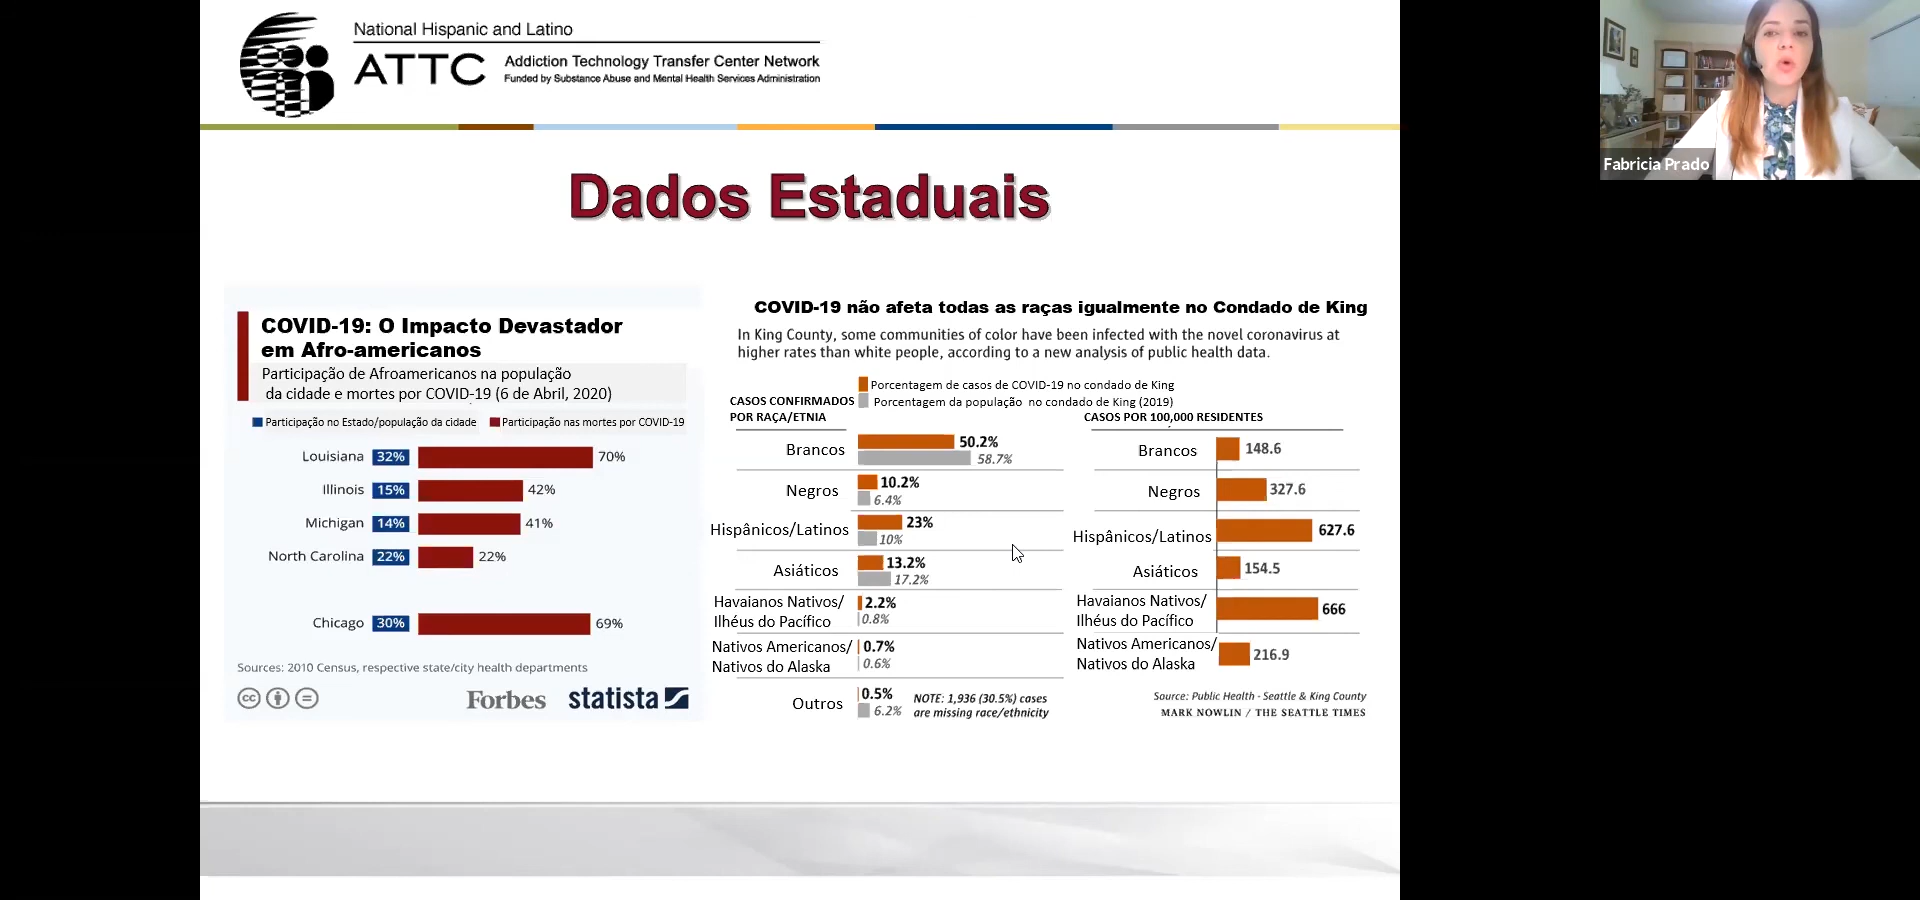 National Hispanic and Latino
ATTC
Addiction Technology Transfer Center Network
Funded by Substance Abuse and Mental Health Services Administration
Fabricia Prado
Dados Estaduais
COVID-19: O Impacto Devastador
em Afro-americanos
Participação de Afroamericanos na população
da cidade e mortes por COVID-19 (6 de Abril, 2020)
Participação no Estado/população da cidade Participação nas mortes por COVID-19
Louisiana 32% 70%
Illinois 15% 42%
Michigan 14% 41%
North Carolina 22% 22%
Chicago 30% 69%
Sources: 2010 Census, respective state/city health departments
Forbes statista
COVID-19 não afeta todas as raças igualmente no Condado de King
In King County, some communities of color have been infected with the novel coronavirus at
higher rates than white people, according to a new analysis of public health data.
Porcentagem de casos de COVID-19 no condado de King
Porcentagem da população no condado de King (2019)
CASOS CONFIRMADOS
POR RAÇA/ETNIA
Brancos 50.2%
58.7%
Negros 10.2%
6.4%
Hispânicos/Latinos 23%
10%
Asiáticos 13.2%
17.2%
Havaianos Nativos/ 2.2%
Ilhéus do Pacífico 0.8%
Nativos Americanos/ 0.7%
Nativos do Alaska 0.6%
Outros 0.5%
6.2%
NOTE: 1,936 (30.5%) cases
are missing race/ethnicity
CASOS POR 100,000 RESIDENTES
Brancos 148.6
Negros 327.6
Hispânicos/Latinos 627.6
Asiáticos 154.5
Havaianos Nativos/
Ilhéus do Pacífico 666
Nativos Americanos/
Nativos do Alaska 216.9
Source: Public Health - Seattle & King County
MARK NOWLIN / THE SEATTLE TIMES